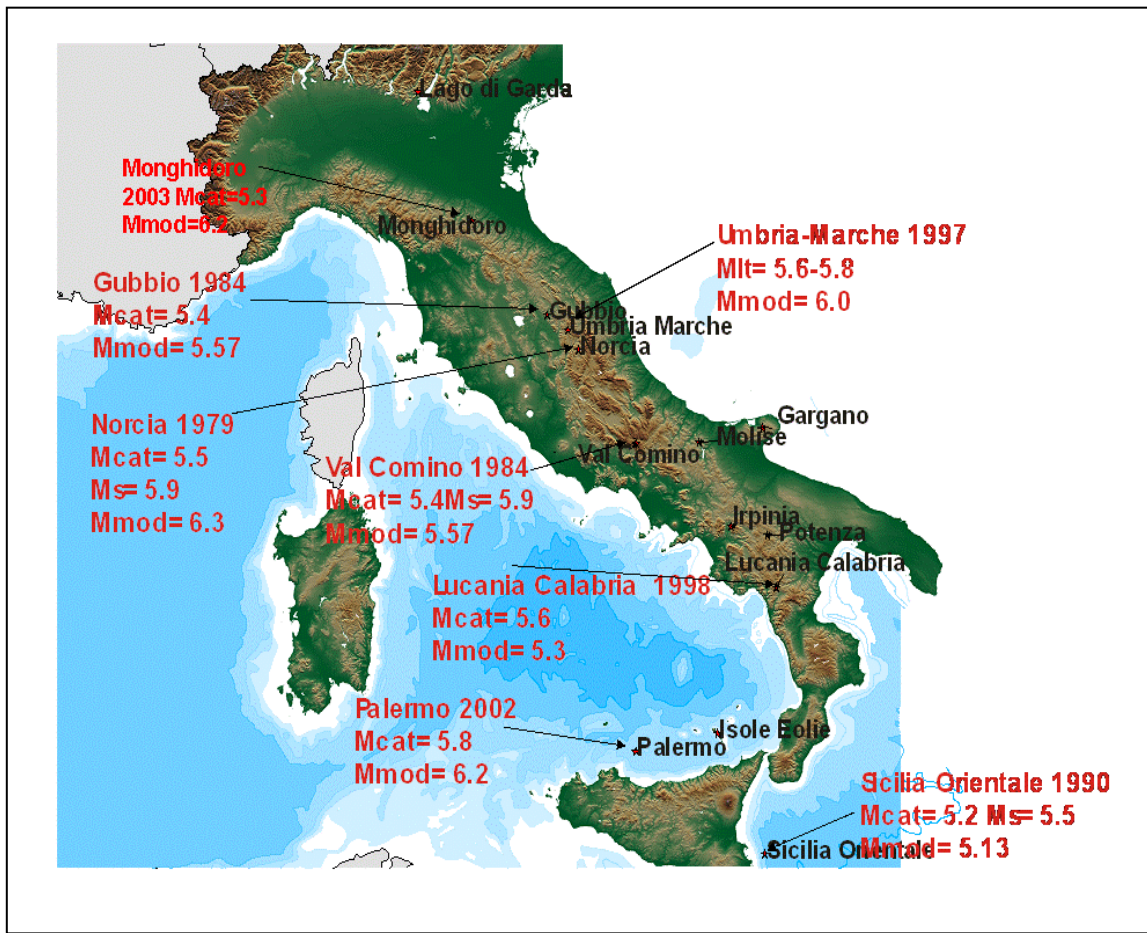 Lago di Garda
Monghidoro
2003 Mcat=5.3
Mmod=6.2
Monghidoro
Umbria-Marche 1997
Mlt= 5.6-5.8
Mmod= 6.0
Gubbio 1984
Mcat= 5.4
Mmod= 5.57
Gubbio
Umbria Marche
Norcia
Norcia 1979
Mcat= 5.5
Ms= 5.9
Mmod= 6.3
Gargano
Molise
Val Comino
Val Comino 1984
Mcat= 5.4Ms= 5.9
Mmod= 5.57
Irpinia
Potenza
Lucania Calabria
Lucania Calabria 1998
Mcat= 5.6
Mmod= 5.3
Palermo 2002
Mcat= 5.8
Mmod= 6.2
Isole Eolie
Palermo
Sicilia Orientale 1990
Mcat= 5.2 Ms= 5.5
Mmod= 5.13
Sicilia Orientale